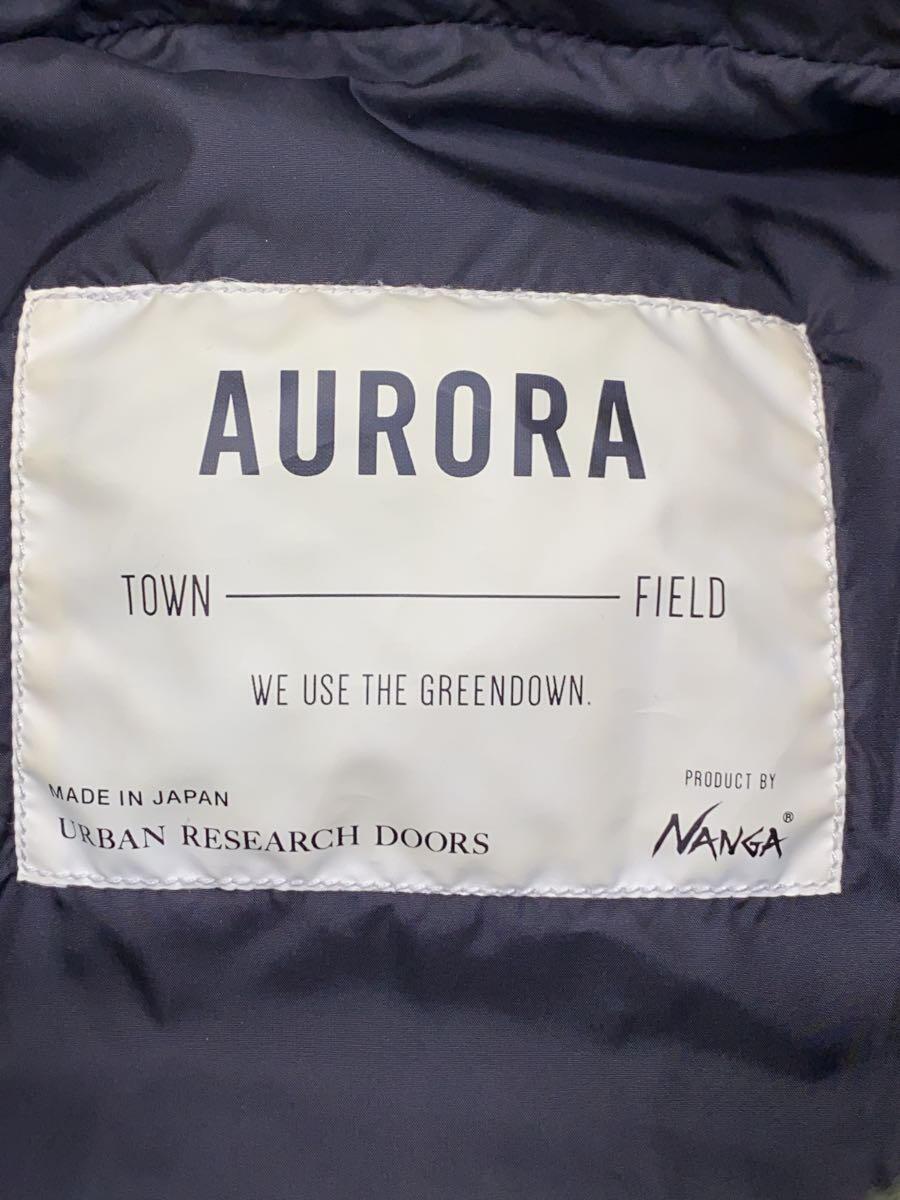 AURORA
TOWN FIELD
WE USE THE GREENDOWN.
PRODUCT BY
MADE IN JAPAN
URBAN RESEARCH DOORS
NANGA®